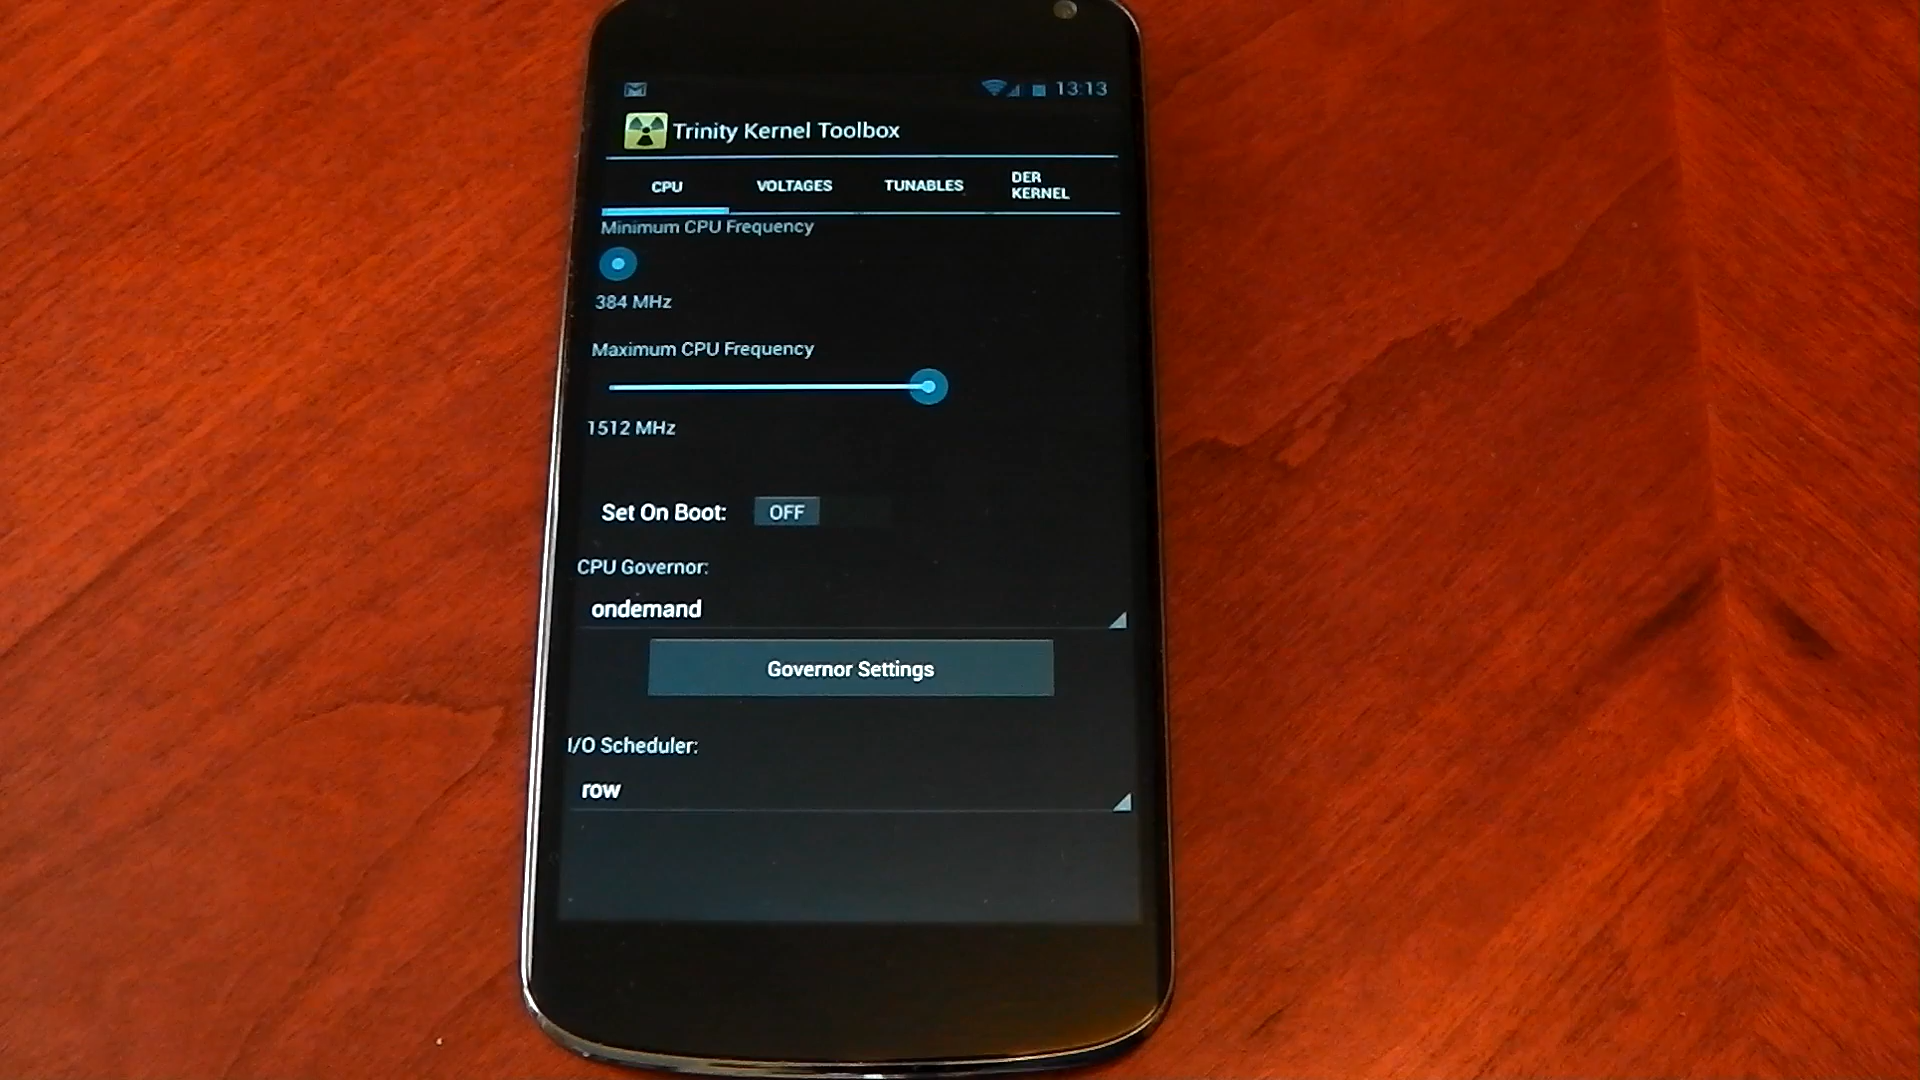 13:13
Trinity Kernel Toolbox
CPU
VOLTAGES
TUNABLES
DER
KERNEL
Minimum CPU Frequency
384 MHz
Maximum CPU Frequency
1512 MHz
Set On Boot:
OFF
CPU Governor:
ondemand
Governor Settings
I/O Scheduler:
row